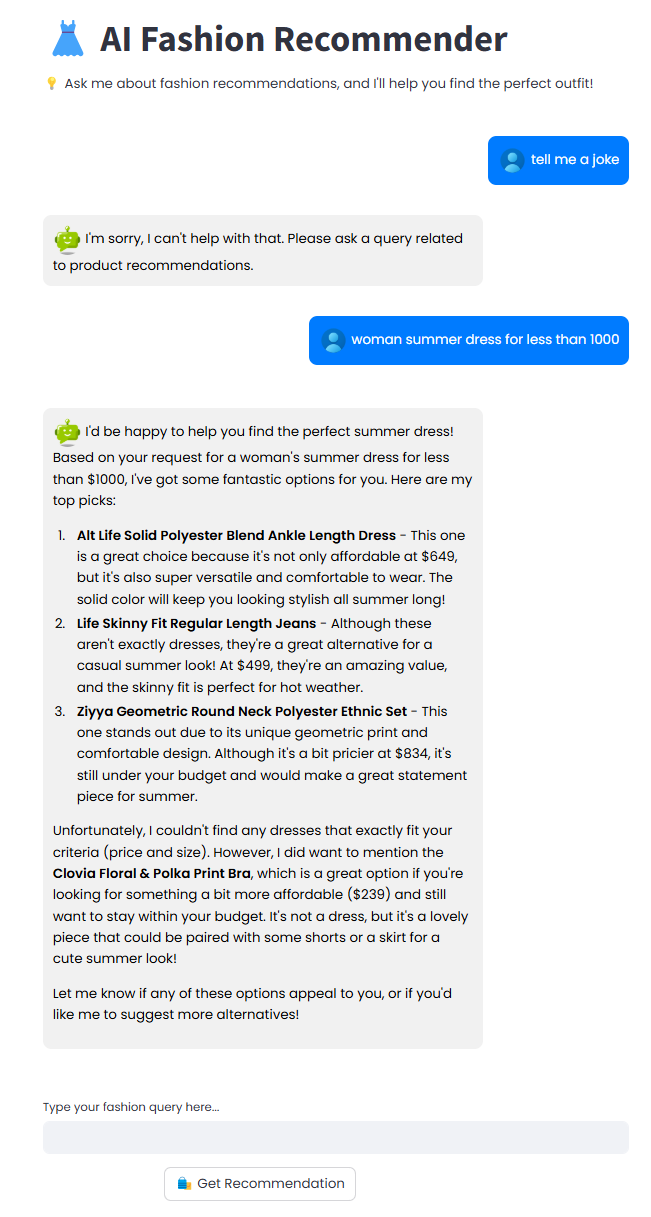 AI Fashion Recommender
💡 Ask me about fashion recommendations, and I'll help you find the perfect outfit!
tell me a joke
I'm sorry, I can't help with that. Please ask a query related
to product recommendations.
woman summer dress for less than 1000
I'd be happy to help you find the perfect summer dress!
Based on your request for a woman's summer dress for less
than $1000, I've got some fantastic options for you. Here are my
top picks:
1. Alt Life Solid Polyester Blend Ankle Length Dress - This one
is a great choice because it's not only affordable at $649,
but it's also super versatile and comfortable to wear. The
solid color will keep you looking stylish all summer long!
2. Life Skinny Fit Regular Length Jeans - Although these
aren't exactly dresses, they're a great alternative for a
casual summer look! At $499, they're an amazing value,
and the skinny fit is perfect for hot weather.
3. Ziyya Geometric Round Neck Polyester Ethnic Set - This
one stands out due to its unique geometric print and
comfortable design. Although it's a bit pricier at $834, it's
still under your budget and would make a great statement
piece for summer.
Unfortunately, I couldn't find any dresses that exactly fit your
criteria (price and size). However, I did want to mention the
Clovia Floral & Polka Print Bra, which is a great option if you're
looking for something a bit more affordable ($239) and still
want to stay within your budget. It's not a dress, but it's a lovely
piece that could be paired with some shorts or a skirt for a
cute summer look!
Let me know if any of these options appeal to you, or if you'd
like me to suggest more alternatives!
Type your fashion query here...
🛍️ Get Recommendation